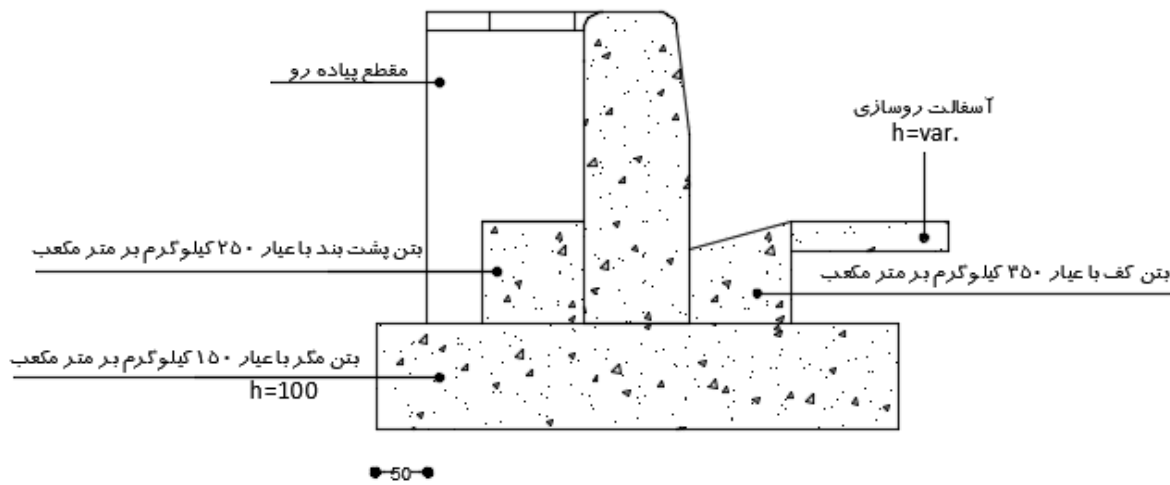 مقطع پیاده رو
آسفالت روسازی
h=var.
بتن پشت بند با عیار ۲۵۰ کیلوگرم بر متر مکعب
بتن کف با عیار ۳۵۰ کیلوگرم بر متر مکعب
بتن مگر با عیار ۱۵۰ کیلوگرم بر متر مکعب
h=100
50